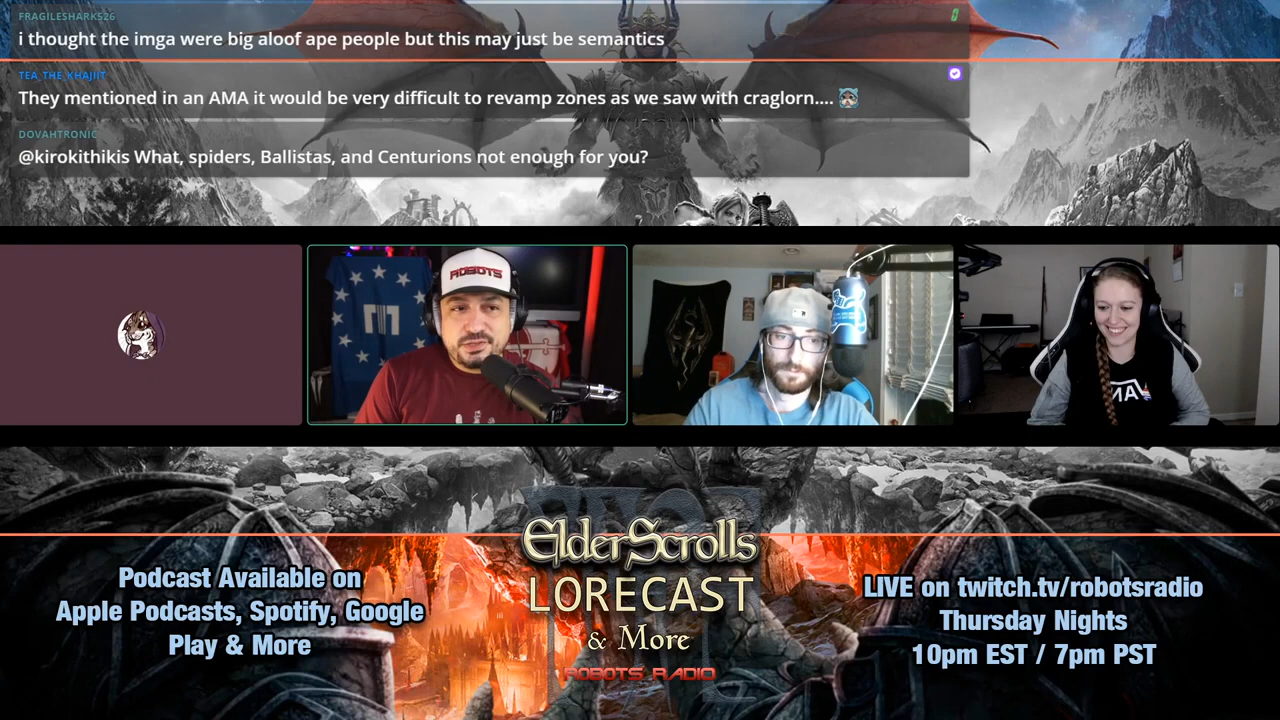 FRAGILESHARK526
i thought the imga were big aloof ape people but this may just be semantics
TEA_THE_KHAJIIT
They mentioned in an AMA it would be very difficult to revamp zones as we saw with craglorn....
DOVAHTRONIC
@kirokithikis What, spiders, Ballistas, and Centurions not enough for you?
ROBOTS
MA
Podcast Available on
Apple Podcasts, Spotify, Google
Play & More
ElderScrolls
LORECAST
& More
ROBOTS RADIO
LIVE on twitch.tv/robotsradio
Thursday Nights
10pm EST / 7pm PST